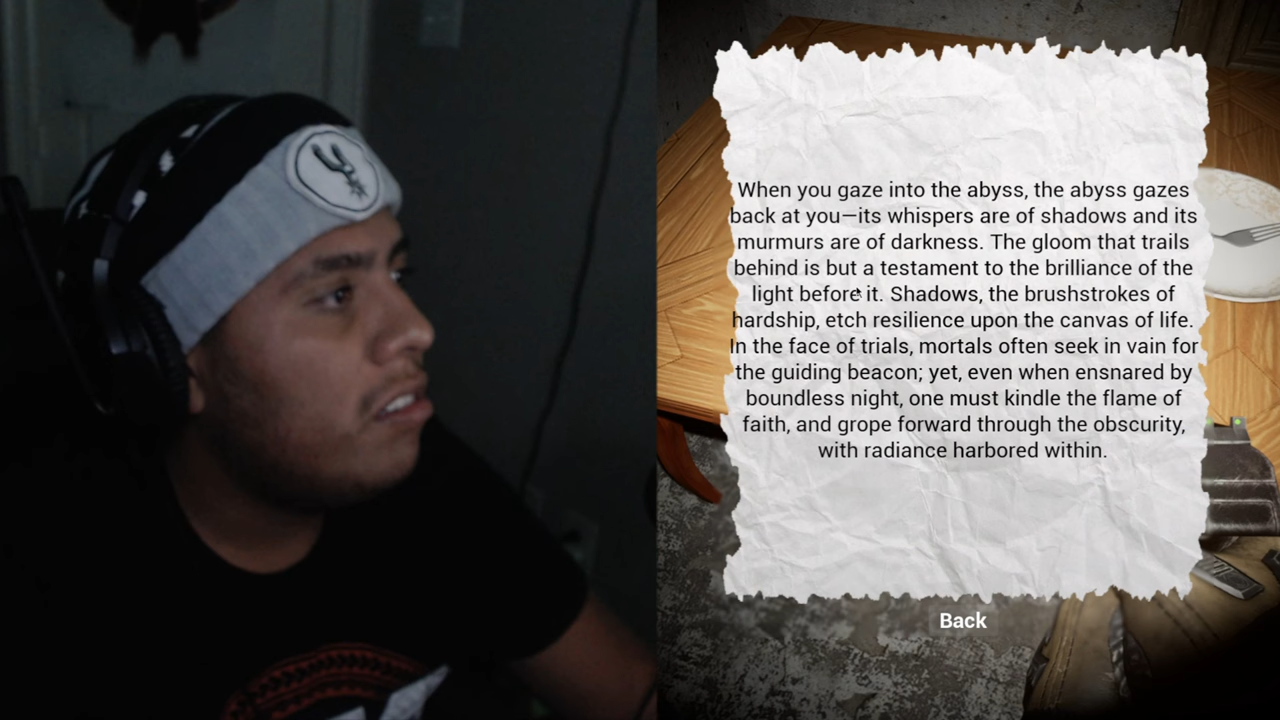 When you gaze into the abyss, the abyss gazes
back at you—its whispers are of shadows and its
murmurs are of darkness. The gloom that trails
behind is but a testament to the brilliance of the
light before it. Shadows, the brushstrokes of
hardship, etch resilience upon the canvas of life.
In the face of trials, mortals often seek in vain for
the guiding beacon; yet, even when ensnared by
boundless night, one must kindle the flame of
faith, and grope forward through the obscurity,
with radiance harbored within.
Back